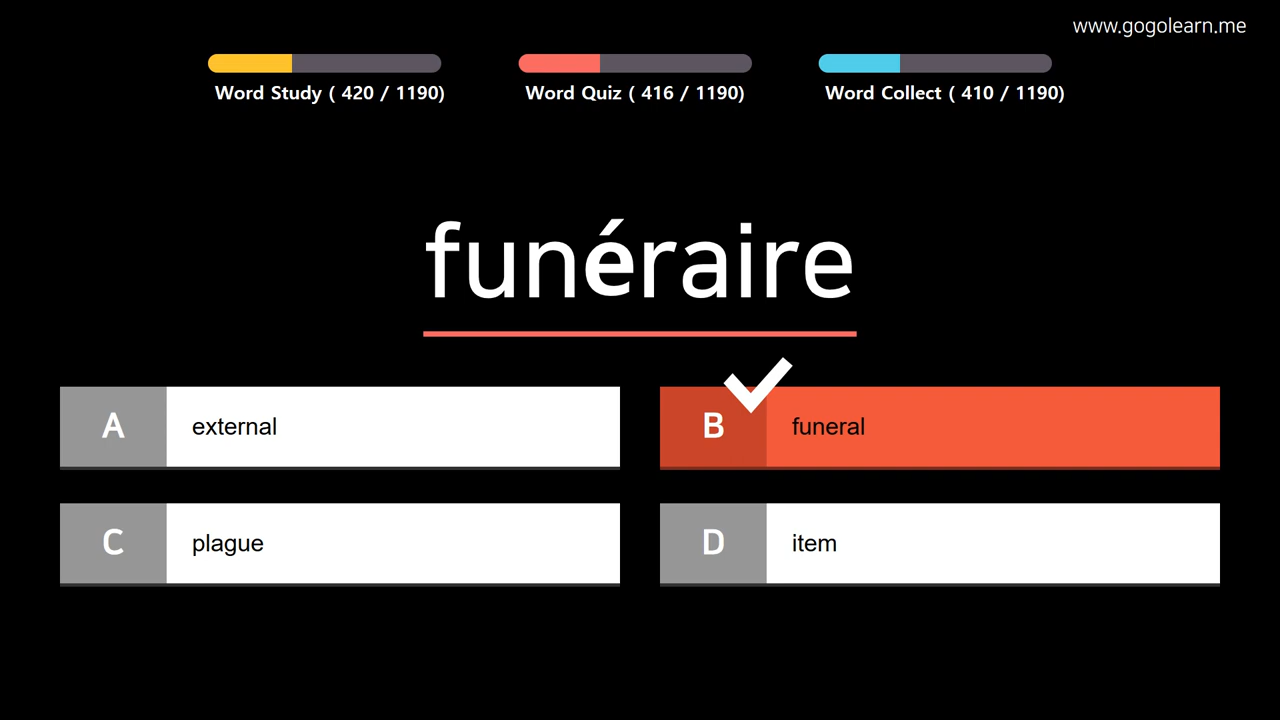 www.gogolearn.me
Word Study ( 420 / 1190)
Word Quiz ( 416 / 1190)
Word Collect ( 410 / 1190)
funéraire
A
external
B
funeral
C
plague
D
item